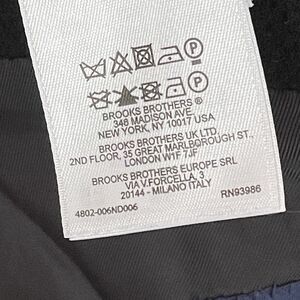 P
P
BROOKS BROTHERS ®
346 MADISON AVE
NEW YORK, NY 10017 USA
BROOKS BROTHERS UK LTD.
2ND FLOOR, 35 GREAT MARLBOROUGH ST.
LONDON W1F 7JF
BROOKS BROTHERS EUROPE SRL
VIA V.FORCELLA, 3
20144 - MILANO ITALY
4802-006ND006 RN93986